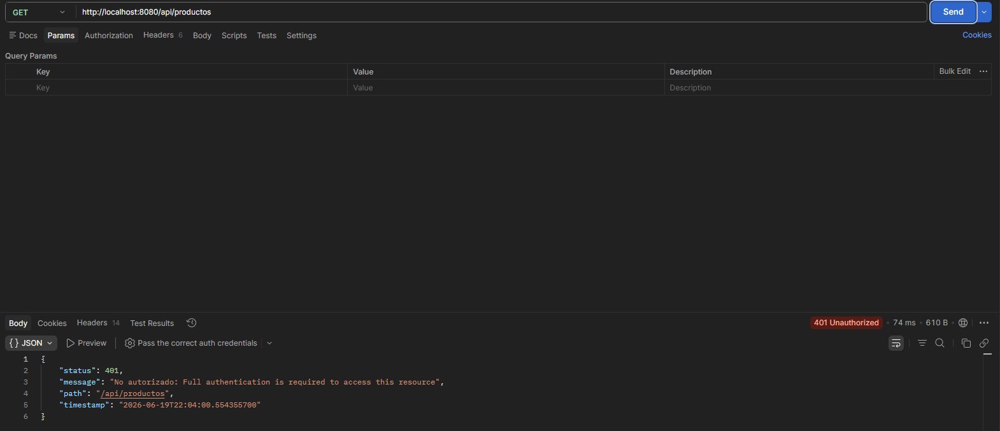 GET http://localhost:8080/api/productos Send
Docs Params Authorization Headers 6 Body Scripts Tests Settings Cookies
Query Params
Key Value Description Bulk Edit
Key Value Description
Body Cookies Headers 14 Test Results 401 Unauthorized • 74 ms • 610 B •
{} JSON Preview Pass the correct auth credentials
1 {
2 "status": 401,
3 "message": "No autorizado: Full authentication is required to access this resource",
4 "path": "/api/productos",
5 "timestamp": "2026-06-19T22:04:00.554355700"
6 }